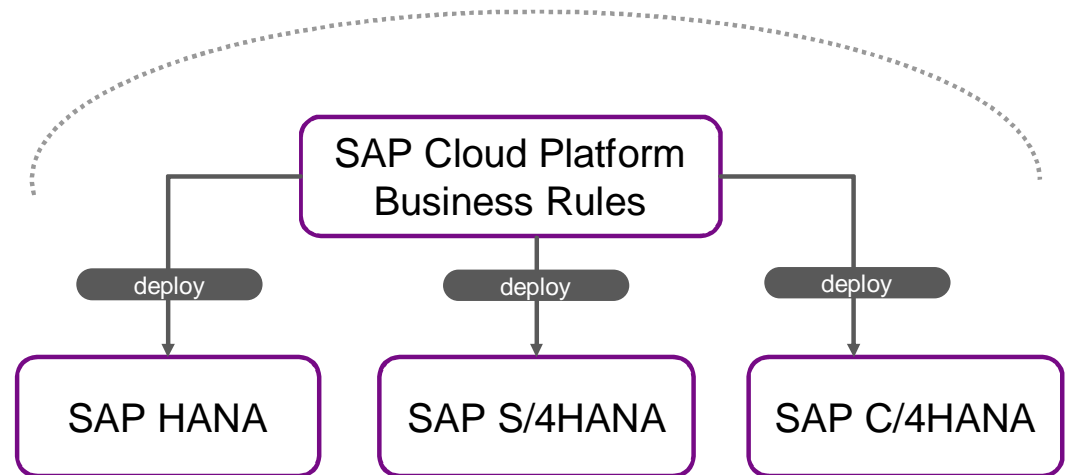 SAP Cloud Platform
Business Rules
deploy
deploy
deploy
SAP HANA
SAP S/4HANA
SAP C/4HANA